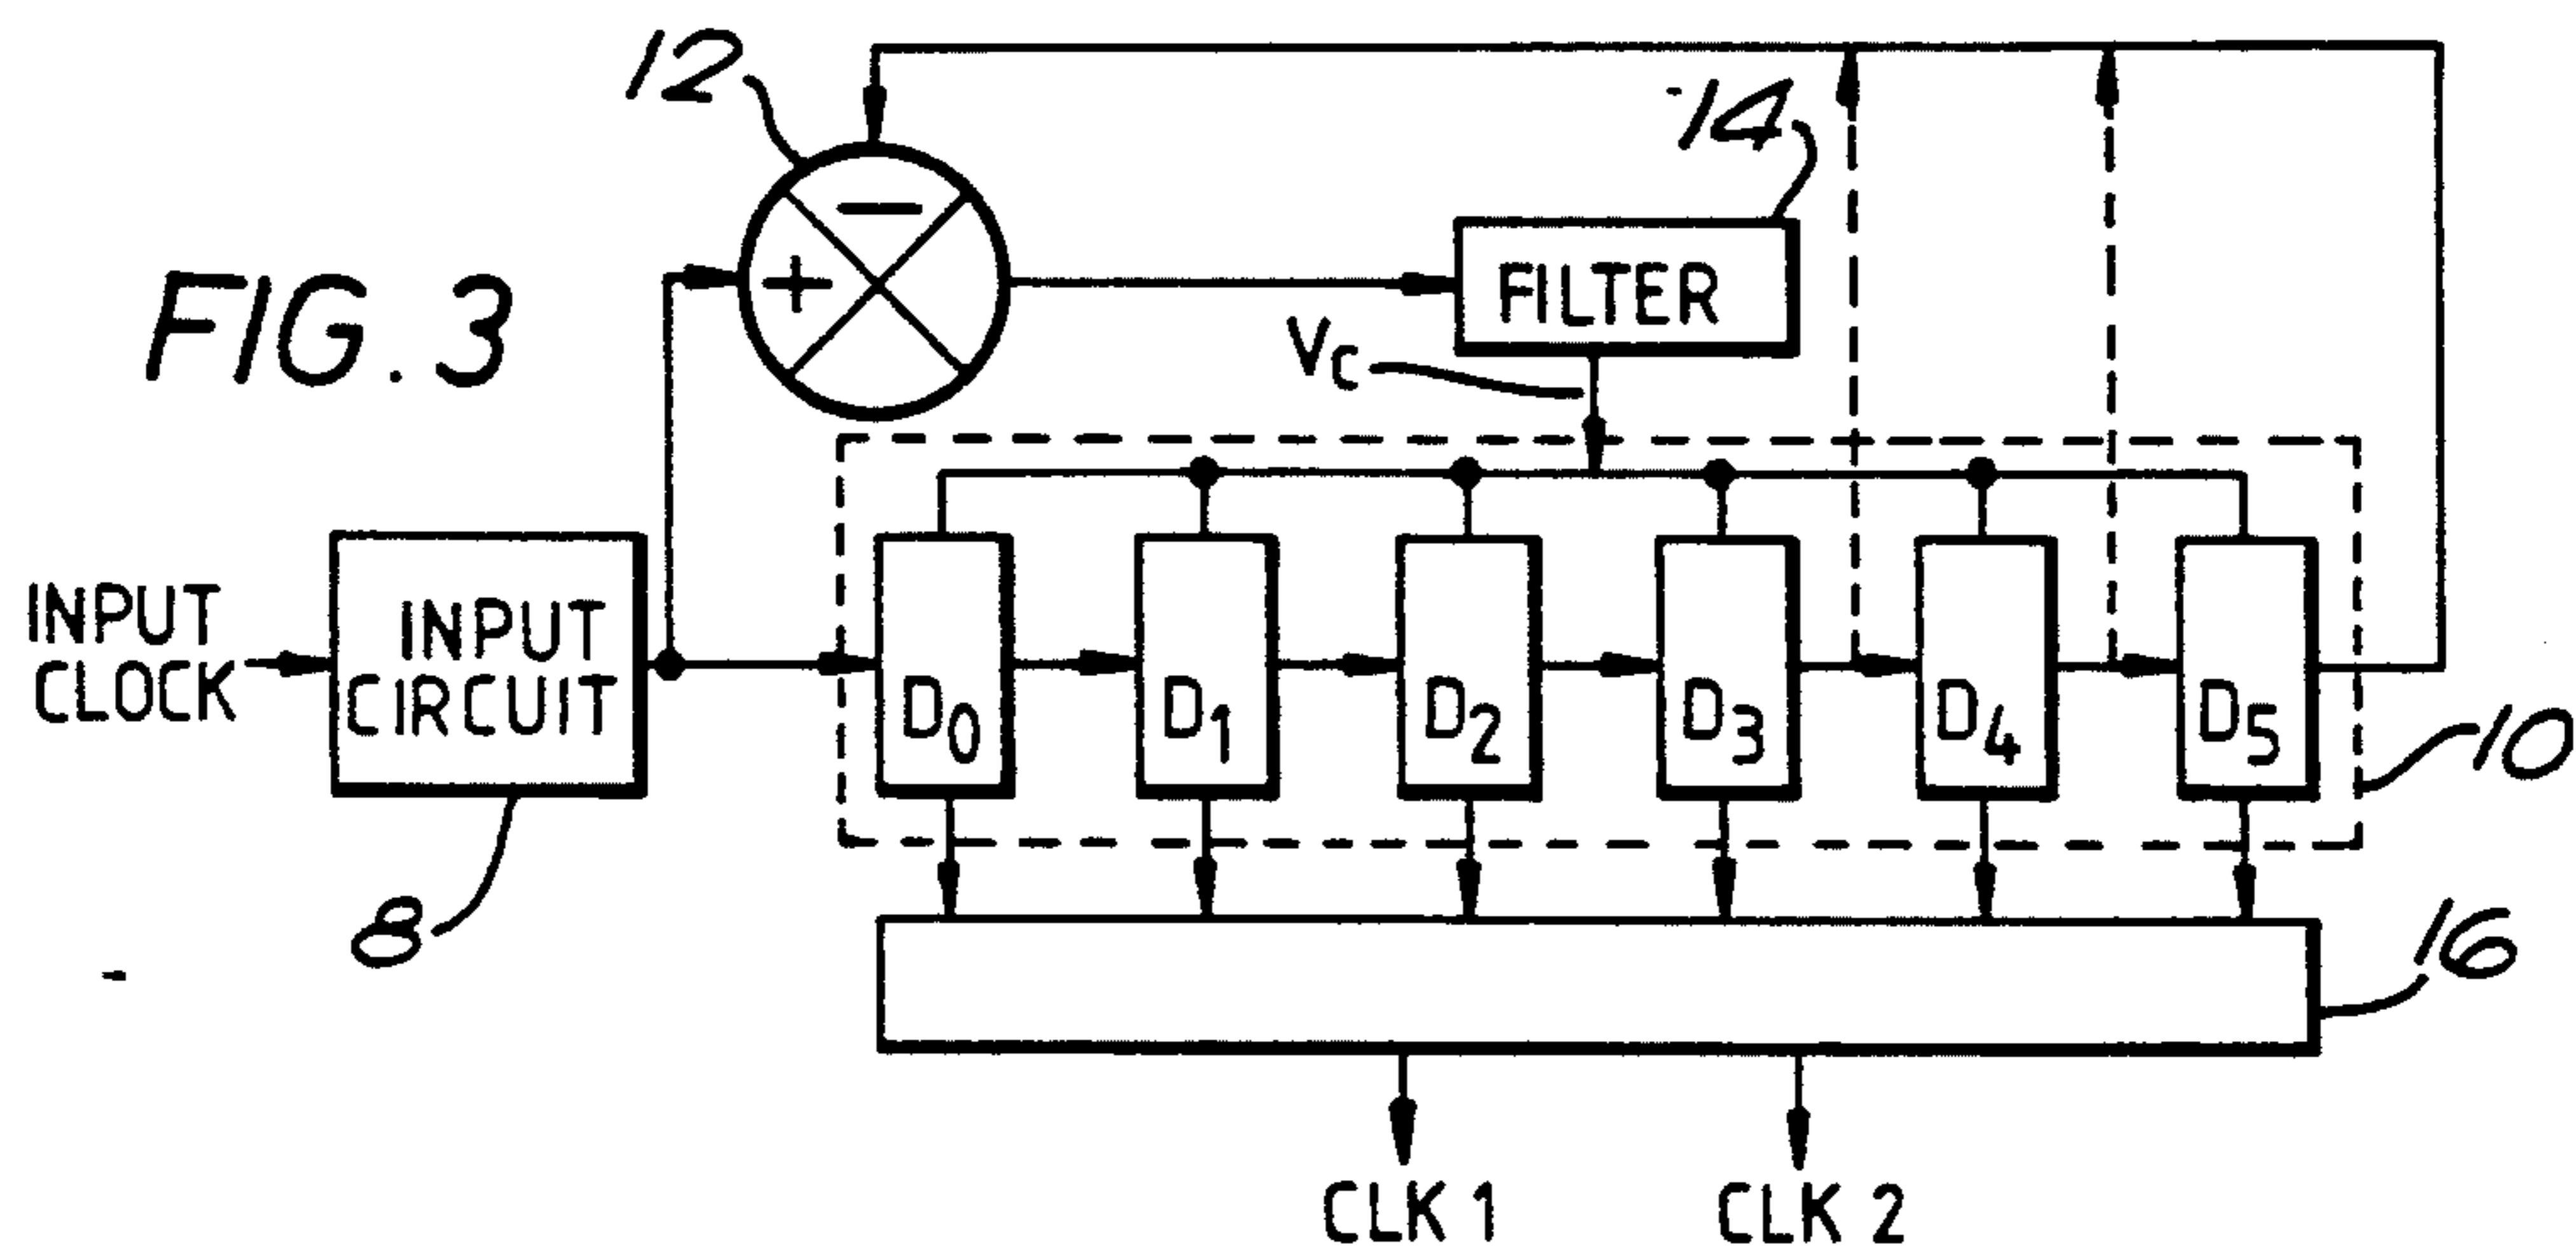 12
14
FIG. 3
+
−
FILTER
VC
INPUT
CLOCK
INPUT
CIRCUIT
D0
D1
D2
D3
D4
D5
10
8
16
CLK 1
CLK 2